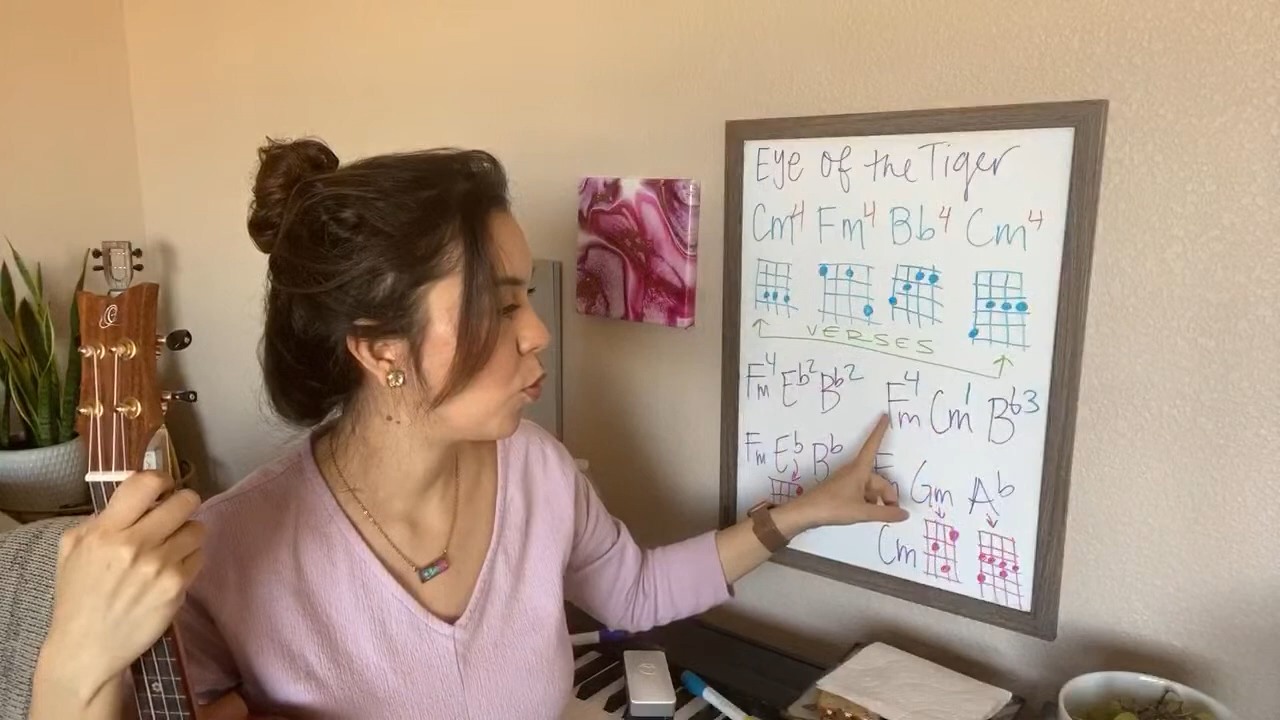 Eye of the Tiger
Cm4 Fm4 Bb4 Cm4
VERSES
Fm4 Eb2 Bb2
Fm4 Cm1 Bb3
Fm Eb Bb
Gm Ab
Cm